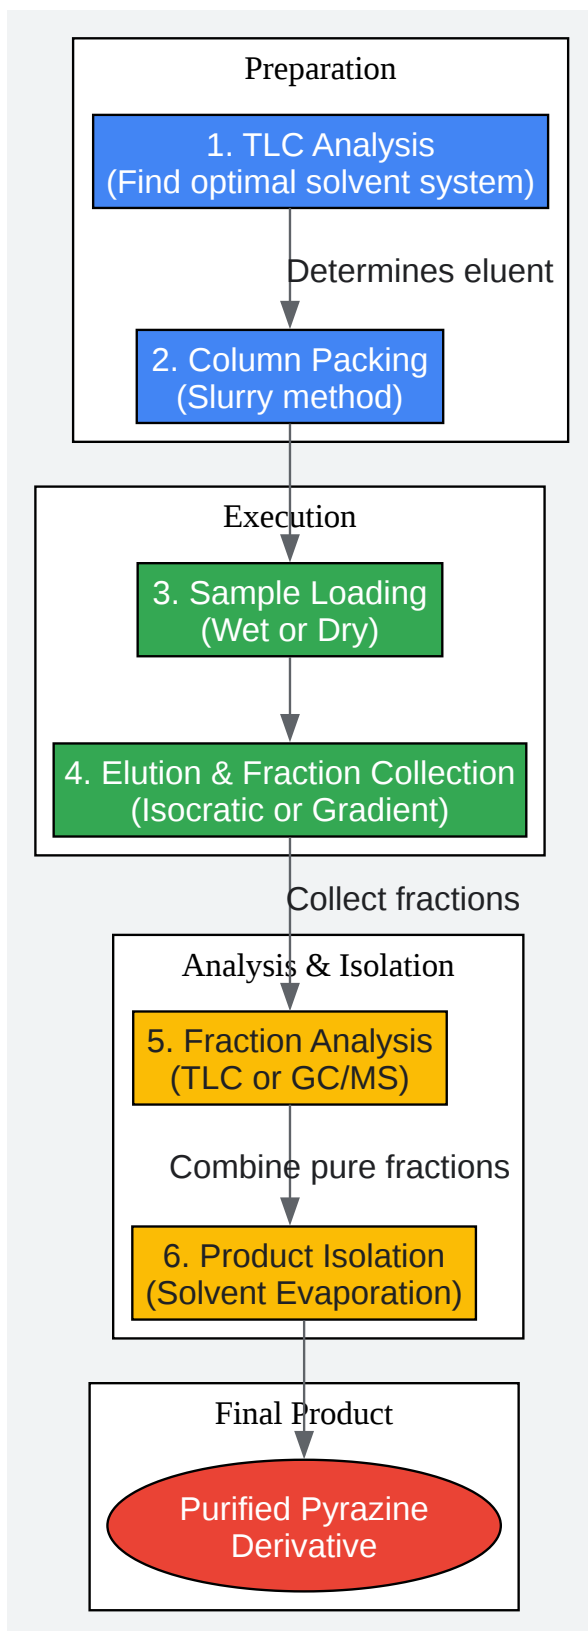 Preparation
1. TLC Analysis
(Find optimal solvent system)
Determines eluent
2. Column Packing
(Slurry method)
Execution
3. Sample Loading
(Wet or Dry)
4. Elution & Fraction Collection
(Isocratic or Gradient)
Collect fractions
Analysis & Isolation
5. Fraction Analysis
(TLC or GC/MS)
Combine pure fractions
6. Product Isolation
(Solvent Evaporation)
Final Product
Purified Pyrazine
Derivative